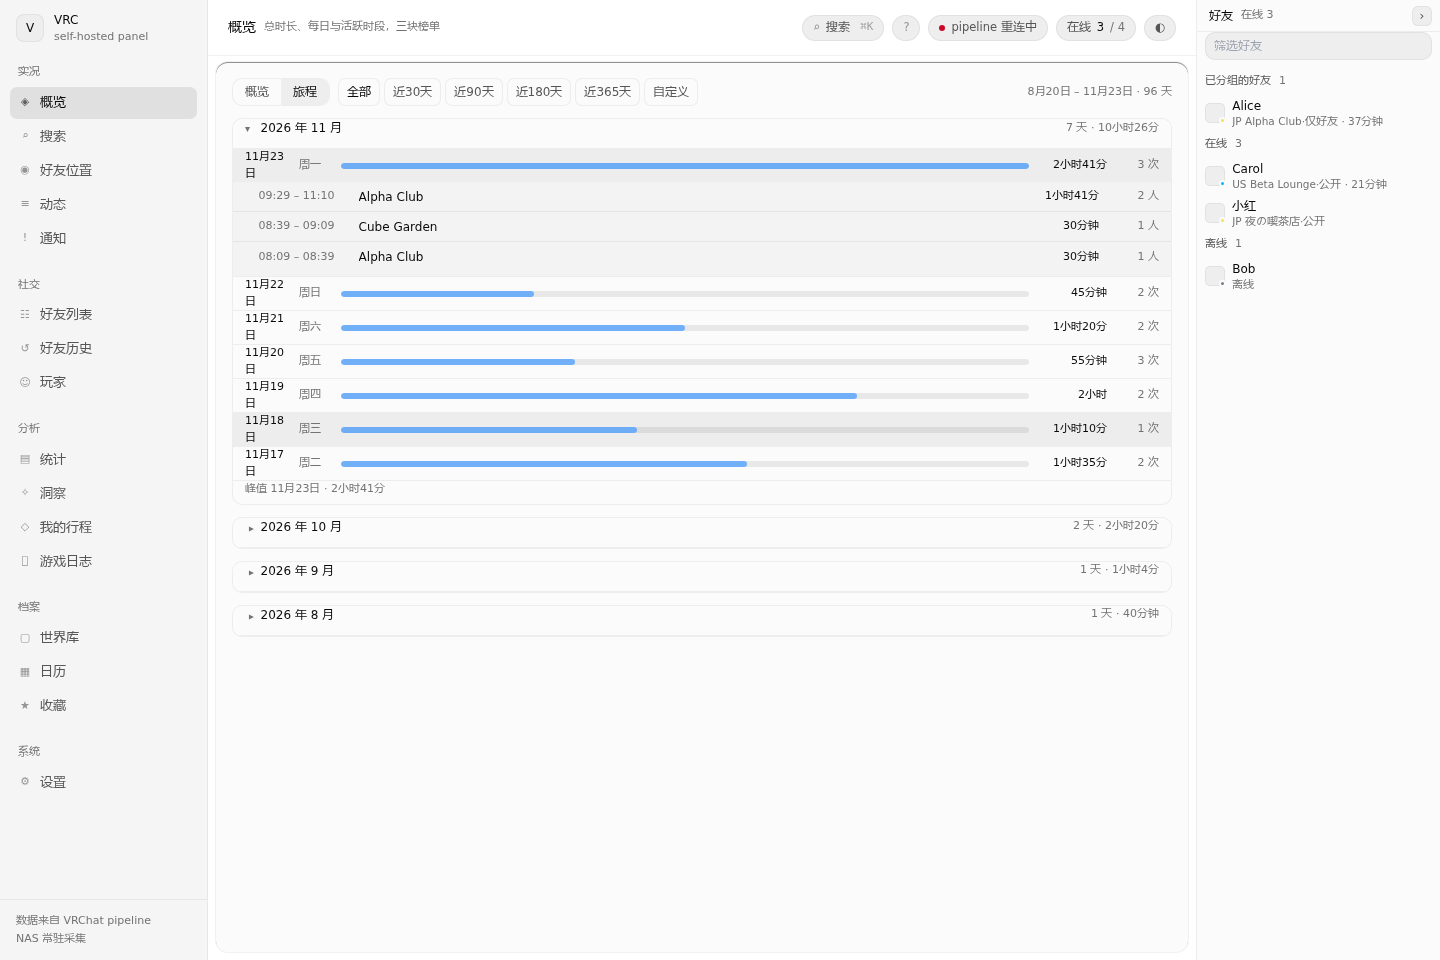 V
VRC
self-hosted panel
实况
概览
搜索
好友位置
动态
通知
社交
好友列表
好友历史
玩家
分析
统计
洞察
我的行程
游戏日志
档案
世界库
日历
收藏
系统
设置
数据来自 VRChat pipeline
NAS 常驻采集
概览 总时长、每日与活跃时段，三块榜单
搜索 ⌘K
?
pipeline 重连中
在线 3 / 4
概览 旅程 全部 近30天 近90天 近180天 近365天 自定义
8月20日 – 11月23日 · 96 天
2026 年 11 月 7 天 · 10小时26分
11月23日 周一 2小时41分 3 次
09:29 – 11:10 Alpha Club 1小时41分 2 人
08:39 – 09:09 Cube Garden 30分钟 1 人
08:09 – 08:39 Alpha Club 30分钟 1 人
11月22日 周日 45分钟 2 次
11月21日 周六 1小时20分 2 次
11月20日 周五 55分钟 3 次
11月19日 周四 2小时 2 次
11月18日 周三 1小时10分 1 次
11月17日 周二 1小时35分 2 次
峰值 11月23日 · 2小时41分
2026 年 10 月 2 天 · 2小时20分
2026 年 9 月 1 天 · 1小时4分
2026 年 8 月 1 天 · 40分钟
好友 在线 3
筛选好友
已分组的好友 1
Alice
JP Alpha Club·仅好友 · 37分钟
在线 3
Carol
US Beta Lounge·公开 · 21分钟
小红
JP 夜の喫茶店·公开
离线 1
Bob
离线